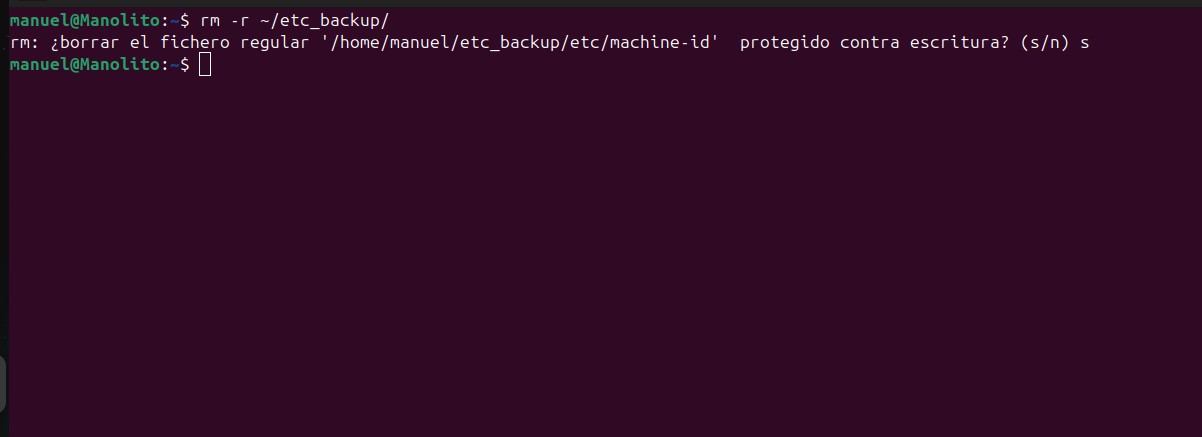 manuel@Manolito:~$ rm -r ~/etc_backup/
rm: ¿borrar el fichero regular '/home/manuel/etc_backup/etc/machine-id'  protegido contra escritura? (s/n) s
manuel@Manolito:~$